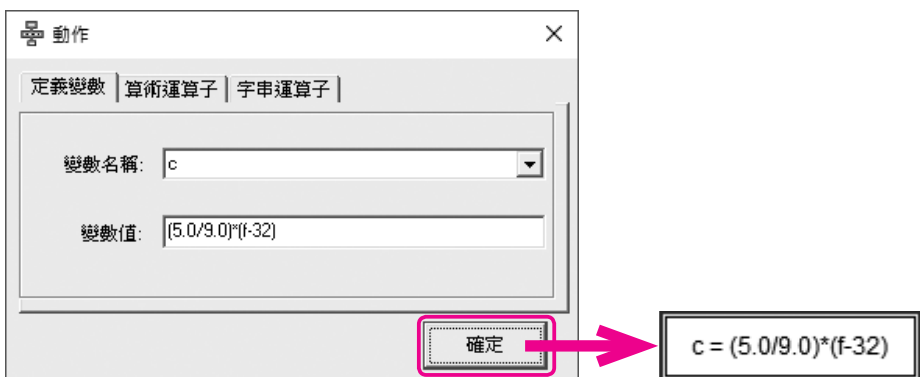 動作
定義變數 算術運算子 字串運算子
變數名稱: c
變數值: (5.0/9.0)*(f-32)
確定
c = (5.0/9.0)*(f-32)